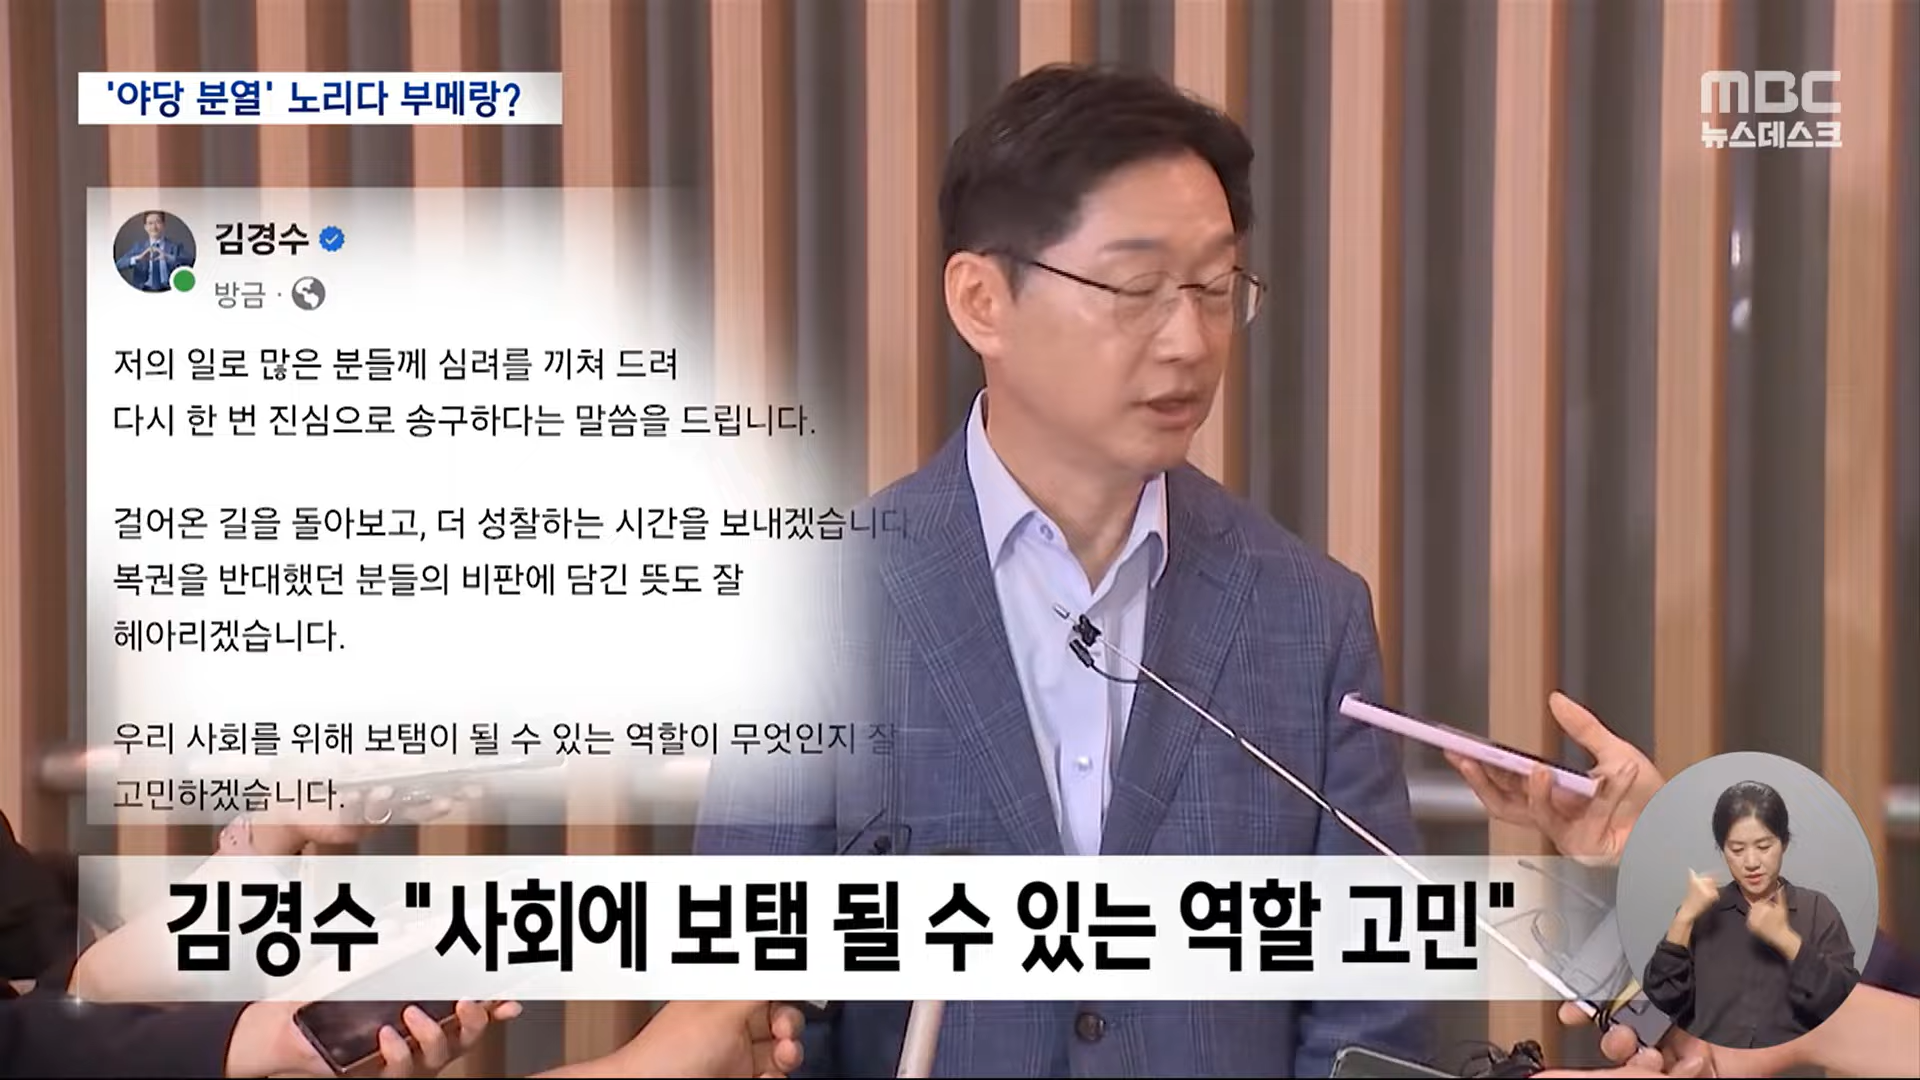 '야당 분열' 노리다 부메랑?
MBC
뉴스데스크
김경수
방금 ·
저의 일로 많은 분들께 심려를 끼쳐 드려
다시 한 번 진심으로 송구하다는 말씀을 드립니다.
걸어온 길을 돌아보고, 더 성찰하는 시간을 보내겠습니다.
복권을 반대했던 분들의 비판에 담긴 뜻도 잘
헤아리겠습니다.
우리 사회를 위해 보탬이 될 수 있는 역할이 무엇인지 잘
고민하겠습니다.
김경수 "사회에 보탬 될 수 있는 역할 고민"